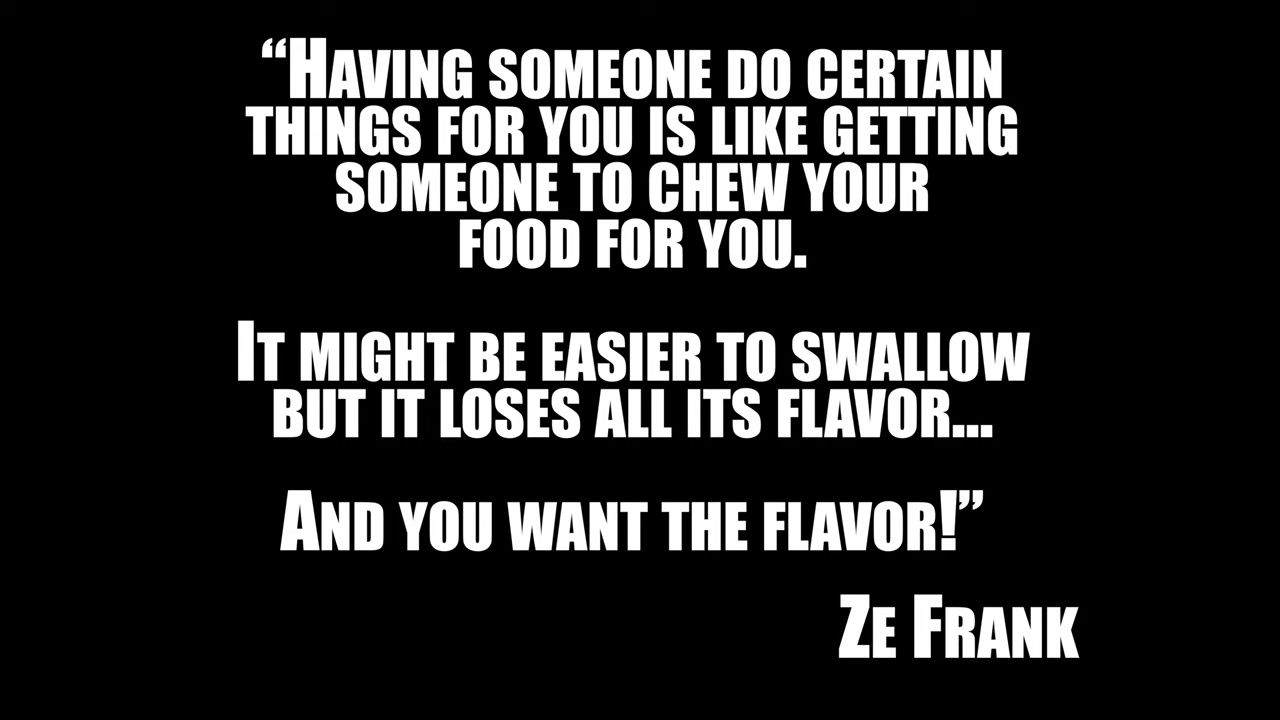 “Having someone do certain
things for you is like getting
someone to chew your
food for you.
It might be easier to swallow
but it loses all its flavor...
And you want the flavor!”
Ze Frank